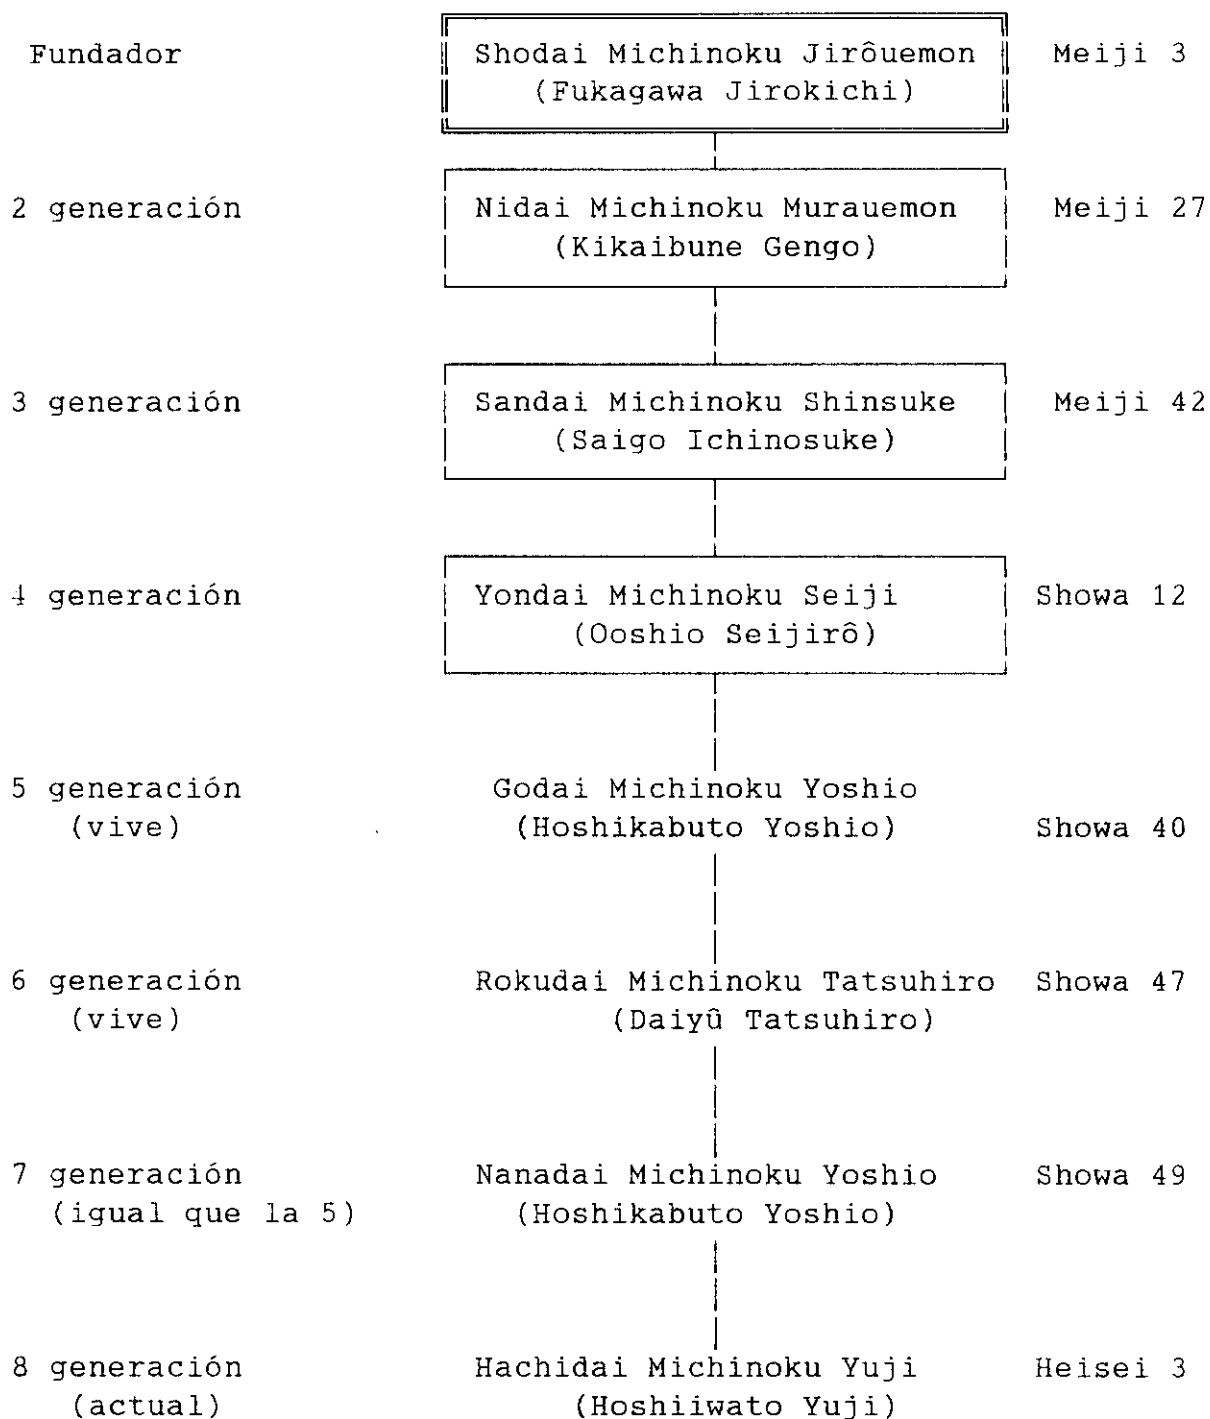 Fundador Shodai Michinoku Jirôuemon Meiji 3
(Fukagawa Jirokichi)
2 generación Nidai Michinoku Murauemon Meiji 27
(Kikaibune Gengo)
3 generación Sandai Michinoku Shinsuke Meiji 42
(Saigo Ichinosuke)
4 generación Yondai Michinoku Seiji Showa 12
(Ooshio Seijirô)
5 generación Godai Michinoku Yoshio
(vive) (Hoshikabuto Yoshio) Showa 40
6 generación Rokudai Michinoku Tatsuhiro Showa 47
(vive) (Daiyû Tatsuhiro)
7 generación Nanadai Michinoku Yoshio Showa 49
(igual que la 5) (Hoshikabuto Yoshio)
8 generación Hachidai Michinoku Yuji Heisei 3
(actual) (Hoshiiwato Yuji)